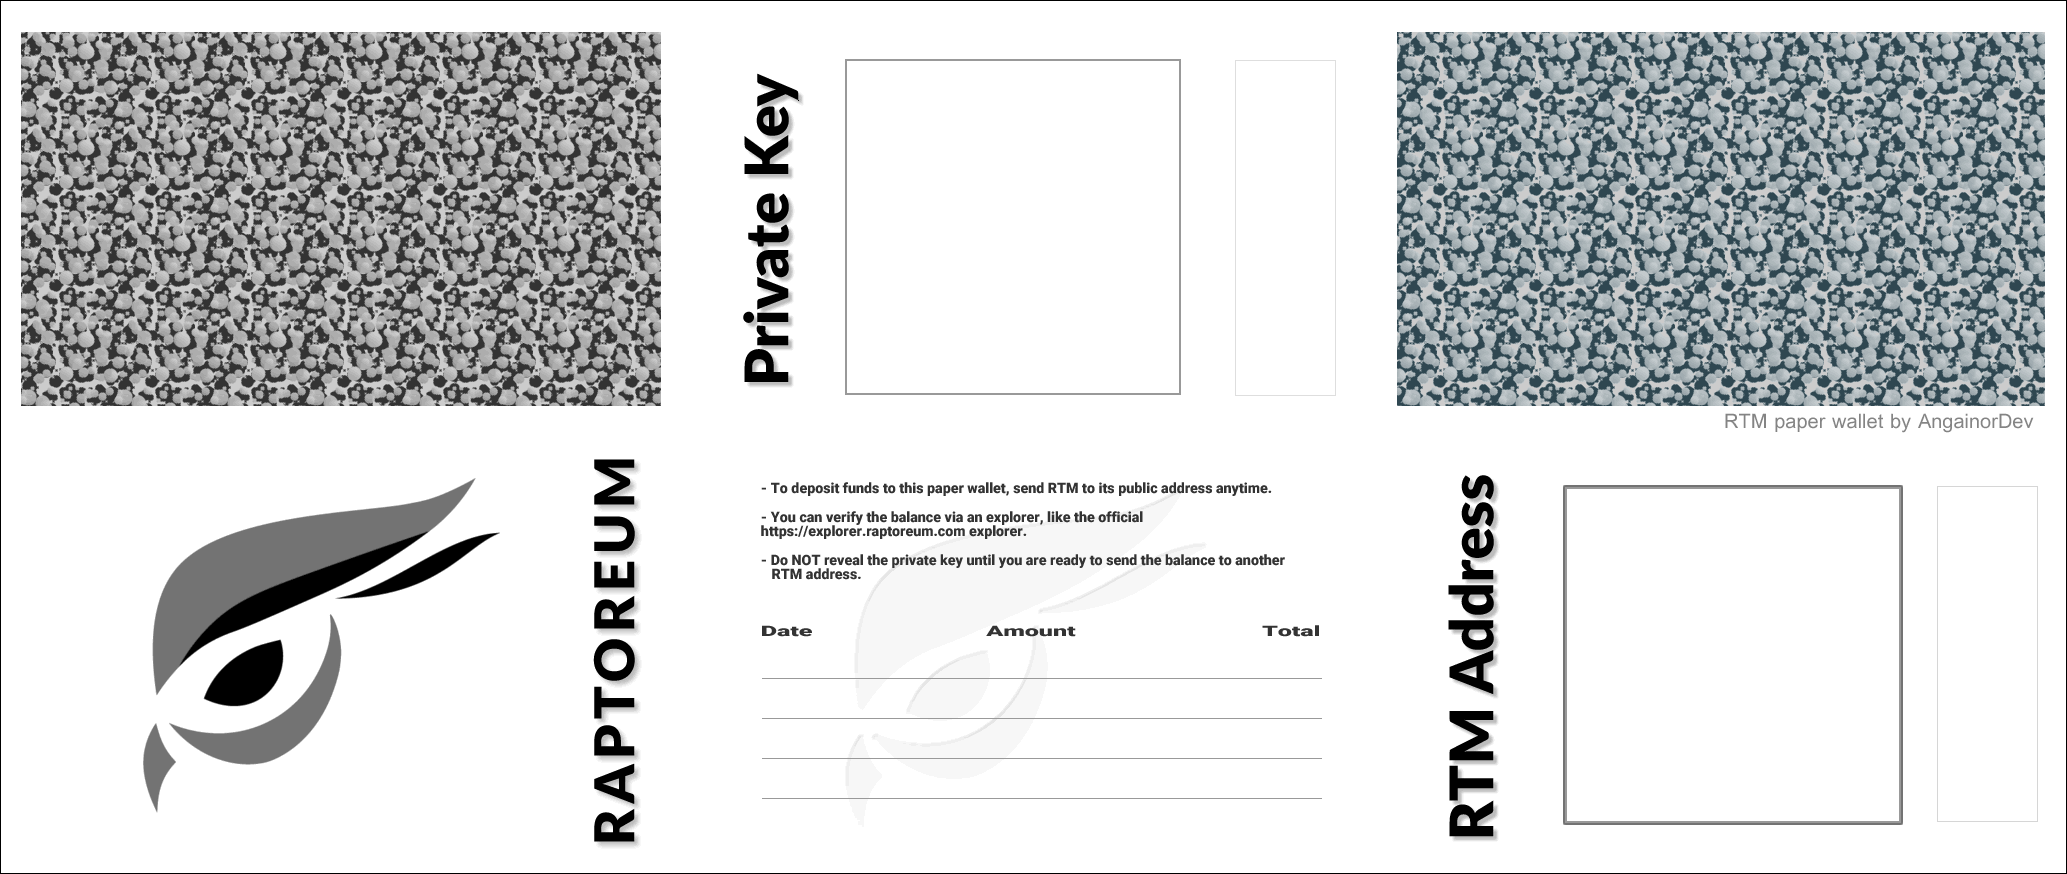 Private Key
RTM paper wallet by AngainorDev
RAPTOREUM
- To deposit funds to this paper wallet, send RTM to its public address anytime.
- You can verify the balance via an explorer, like the official
https://explorer.raptoreum.com explorer.
- Do NOT reveal the private key until you are ready to send the balance to another
RTM address.
Date Amount Total
RTM Address